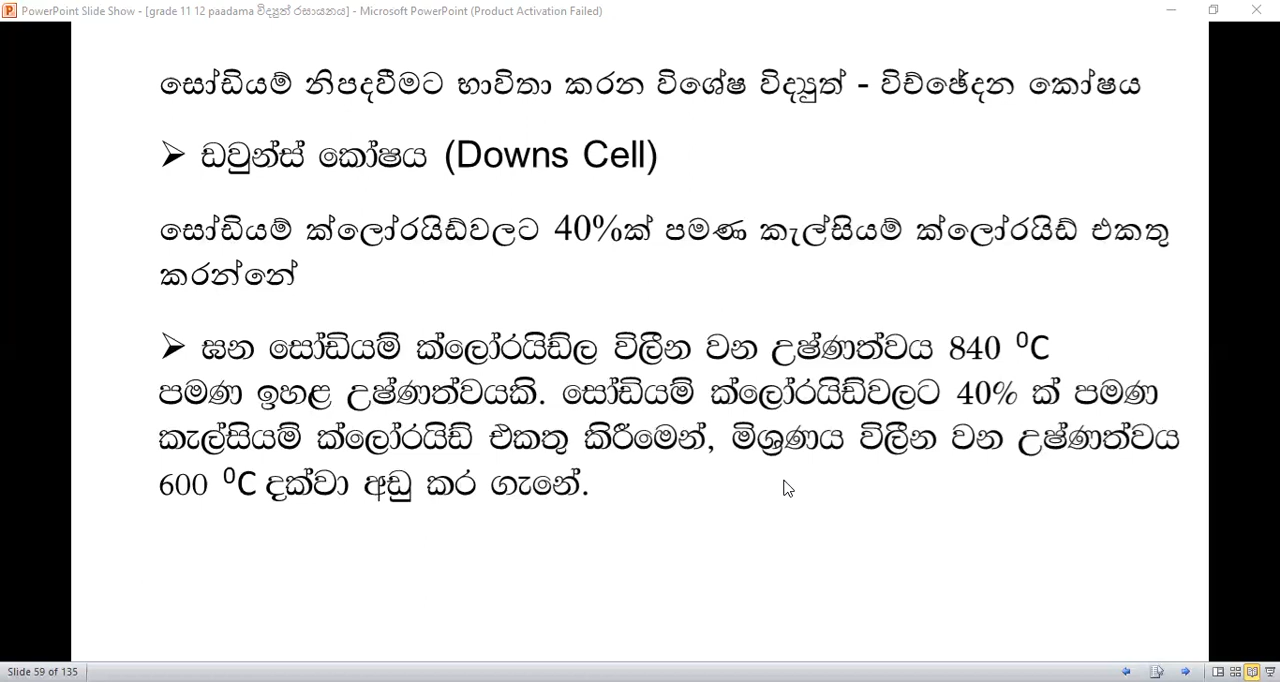 PowerPoint Slide Show - [grade 11 12 paadama විද්‍යුත් රසායනය] - Microsoft PowerPoint (Product Activation Failed)
සෝඩියම් නිපදවීමට භාවිතා කරන විශේෂ විද්‍යුත් - විච්ඡේදන කෝෂය
➢ ඩවුන්ස් කෝෂය (Downs Cell)
සෝඩියම් ක්ලෝරයිඩ්වලට 40%ක් පමණ කැල්සියම් ක්ලෝරයිඩ් එකතු
කරන්නේ
➢ ඝන සෝඩියම් ක්ලෝරයිඩ්ල විලීන වන උෂ්ණත්වය 840 ⁰C
පමණ ඉහළ උෂ්ණත්වයකි. සෝඩියම් ක්ලෝරයිඩ්වලට 40% ක් පමණ
කැල්සියම් ක්ලෝරයිඩ් එකතු කිරීමෙන්, මිශ්‍රණය විලීන වන උෂ්ණත්වය
600 ⁰C දක්වා අඩු කර ගැනේ.
Slide 59 of 135